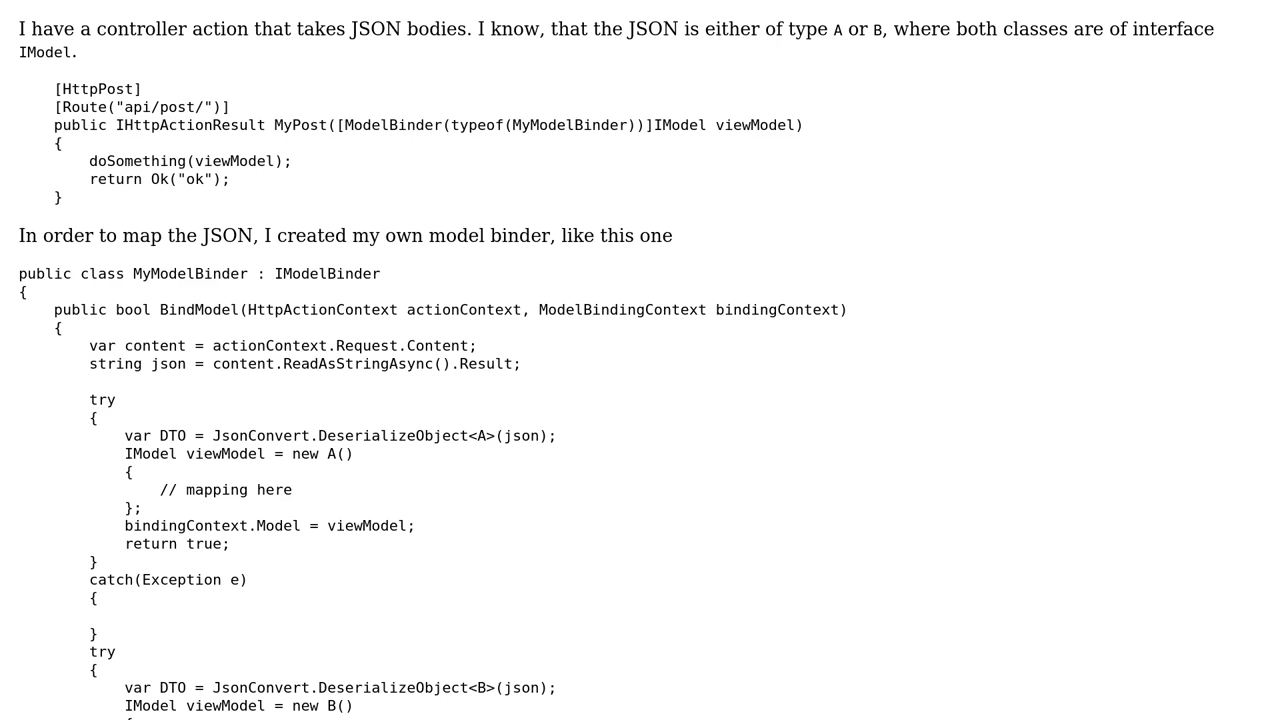 I have a controller action that takes JSON bodies. I know, that the JSON is either of type A or B, where both classes are of interface
IModel.
    [HttpPost]
    [Route("api/post/")]
    public IHttpActionResult MyPost([ModelBinder(typeof(MyModelBinder))]IModel viewModel)
    {
        doSomething(viewModel);
        return Ok("ok");
    }
In order to map the JSON, I created my own model binder, like this one
public class MyModelBinder : IModelBinder
{
    public bool BindModel(HttpActionContext actionContext, ModelBindingContext bindingContext)
    {
        var content = actionContext.Request.Content;
        string json = content.ReadAsStringAsync().Result;
        try
        {
            var DTO = JsonConvert.DeserializeObject<A>(json);
            IModel viewModel = new A()
            {
                // mapping here
            };
            bindingContext.Model = viewModel;
            return true;
        }
        catch(Exception e)
        {
        }
        try
        {
            var DTO = JsonConvert.DeserializeObject<B>(json);
            IModel viewModel = new B()
            {